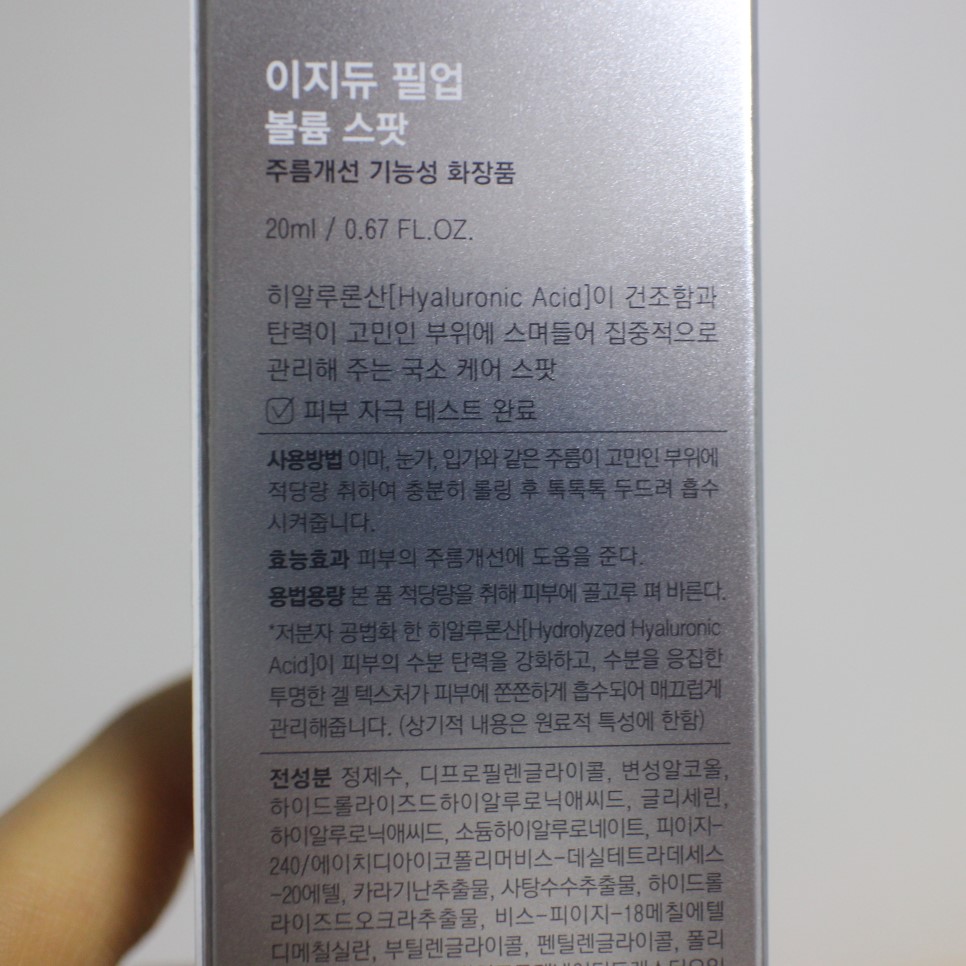 이지듀 필업
볼륨 스팟
주름개선 기능성 화장품
20ml / 0.67 FL.OZ.
히알루론산[Hyaluronic Acid]이 건조함과
탄력이 고민인 부위에 스며들어 집중적으로
관리해 주는 국소 케어 스팟
피부 자극 테스트 완료
사용방법 이마, 눈가, 입가와 같은 주름이 고민인 부위에
적당량 취하여 충분히 롤링 후 톡톡톡 두드려 흡수
시켜줍니다.
효능효과 피부의 주름개선에 도움을 준다.
용법용량 본 품 적당량을 취해 피부에 골고루 펴 바른다.
*저분자 공법화 한 히알루론산[Hydrolyzed Hyaluronic
Acid]이 피부의 수분 탄력을 강화하고, 수분을 응집한
투명한 겔 텍스처가 피부에 쫀쫀하게 흡수되어 매끄럽게
관리해줍니다. (상기적 내용은 원료적 특성에 한함)
전성분 정제수, 디프로필렌글라이콜, 변성알코올,
하이드롤라이즈드하이알루로닉애씨드, 글리세린,
하이알루로닉애씨드, 소듐하이알루로네이트, 피이지-
240/에이치디아이코폴리머비스-데실테트라데세스
-20에텔, 카라기난추출물, 사탕수수추출물, 하이드롤
라이즈드오크라추출물, 비스-피이지-18메칠에텔
디메칠실란, 부틸렌글라이콜, 펜틸렌글라이콜, 폴리